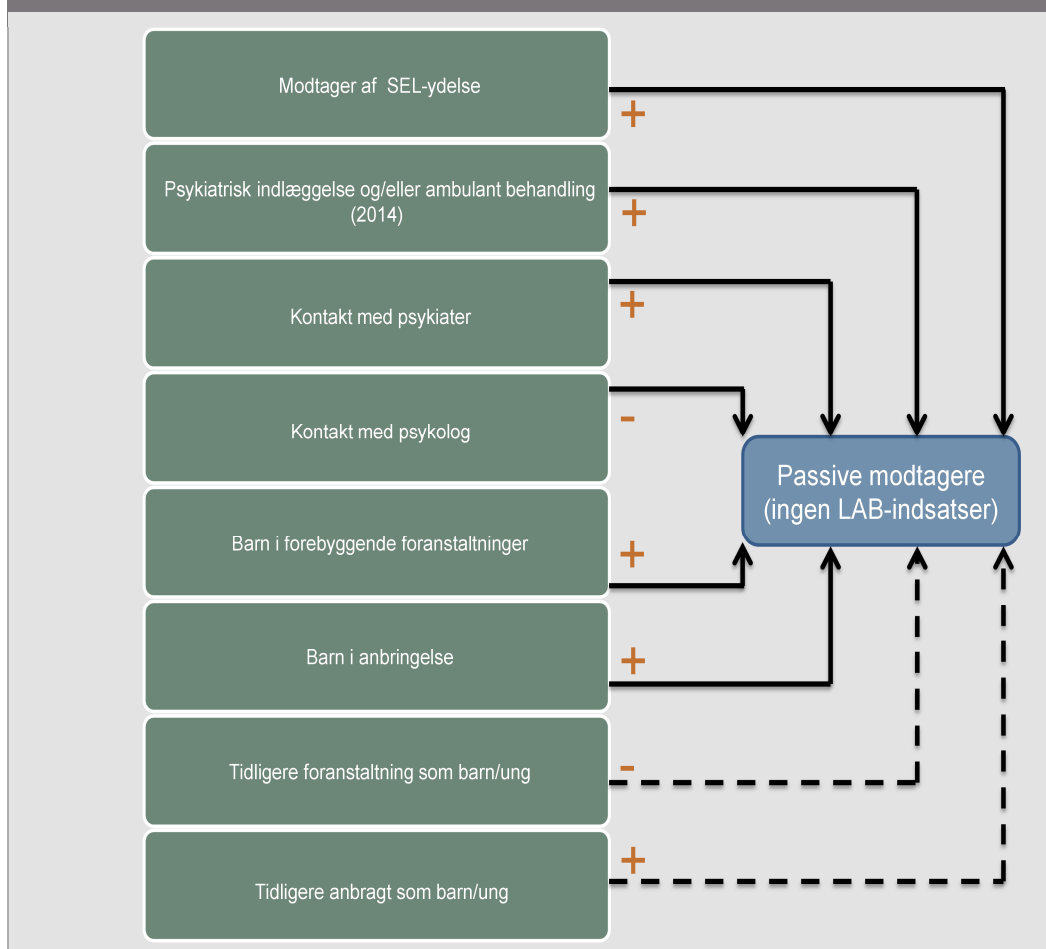 Modtager af SEL-ydelse
+
Psykiatrisk indlæggelse og/eller ambulant behandling
(2014)
+
Kontakt med psykiater
+
Kontakt med psykolog
-
Passive modtagere
(ingen LAB-indsatser)
Barn i forebyggende foranstaltninger
+
Barn i anbringelse
+
Tidligere foranstaltning som barn/ung
-
Tidligere anbragt som barn/ung
+